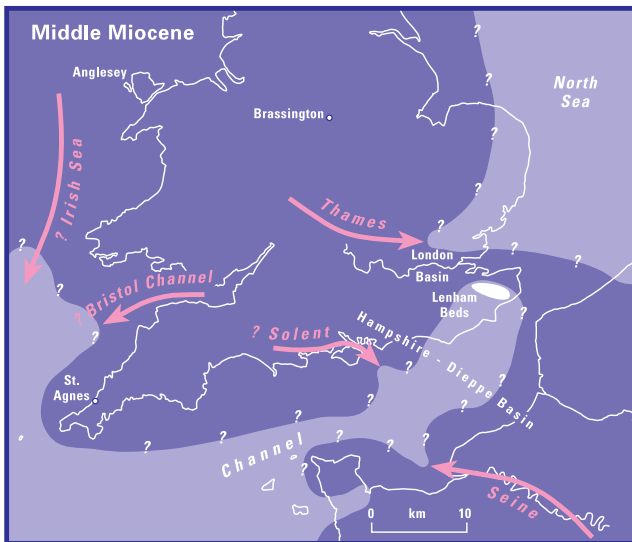 Middle Miocene
Anglesey
North
Sea
Brassington
? Irish Sea
Thames
London
Basin
? Bristol Channel
Lenham
Beds
? Solent
Hampshire - Dieppe Basin
St.
Agnes
Channel
Seine
0 km 10
? ? ? ? ? ? ? ? ? ? ? ? ? ? ? ? ? ? ? ? ? ?